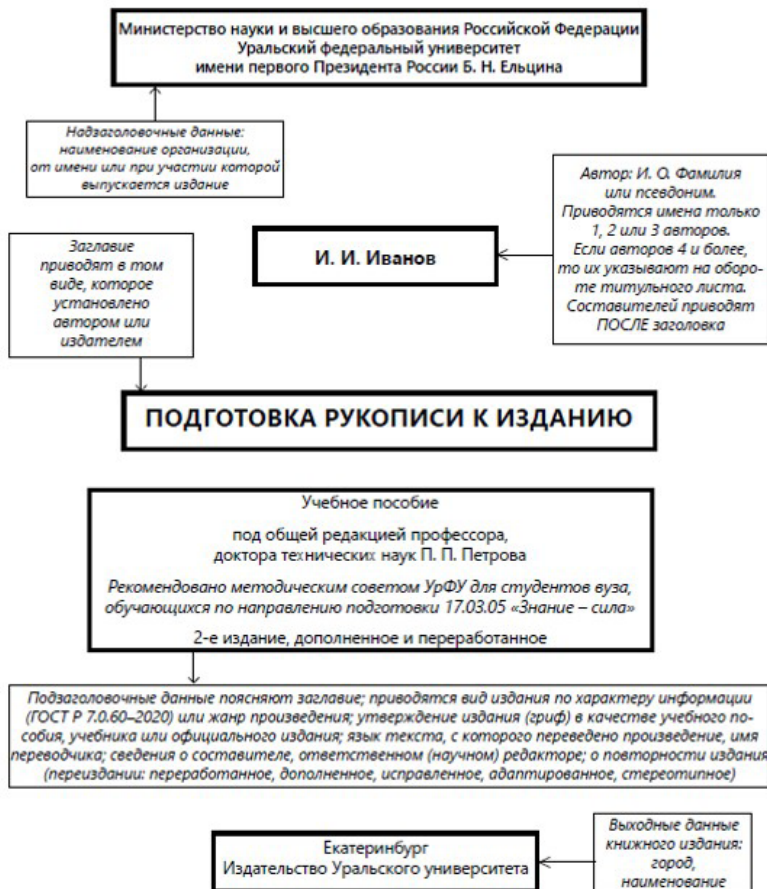 Министерство науки и высшего образования Российской Федерации
Уральский федеральный университет
имени первого Президента России Б. Н. Ельцина
Надзаголовочные данные:
наименование организации,
от имени или при участии которой
выпускается издание
Автор: И. О. Фамилия
или псевдоним.
Приводятся имена только
1, 2 или 3 авторов.
Если авторов 4 и более,
то их указывают на оборо-
те титульного листа.
Составителей приводят
ПОСЛЕ заголовка
И. И. Иванов
Заглавие
приводят в том
виде, которое
установлено
автором или
издателем
ПОДГОТОВКА РУКОПИСИ К ИЗДАНИЮ
Учебное пособие
под общей редакцией профессора,
доктора технических наук П. П. Петрова
Рекомендовано методическим советом УрФУ для студентов вуза,
обучающихся по направлению подготовки 17.03.05 «Знание – сила»
2-е издание, дополненное и переработанное
Подзаголовочные данные поясняют заглавие; приводятся вид издания по характеру информации
(ГОСТ Р 7.0.60–2020) или жанр произведения; утверждение издания (гриф) в качестве учебного по-
собия, учебника или официального издания; язык текста, с которого переведено произведение, имя
переводчика; сведения о составителе, ответственном (научном) редакторе; о повторности издания
(переиздании: переработанное, дополненное, исправленное, адаптированное, стереотипное)
Екатеринбург
Издательство Уральского университета
Выходные данные
книжного издания:
город,
наименование